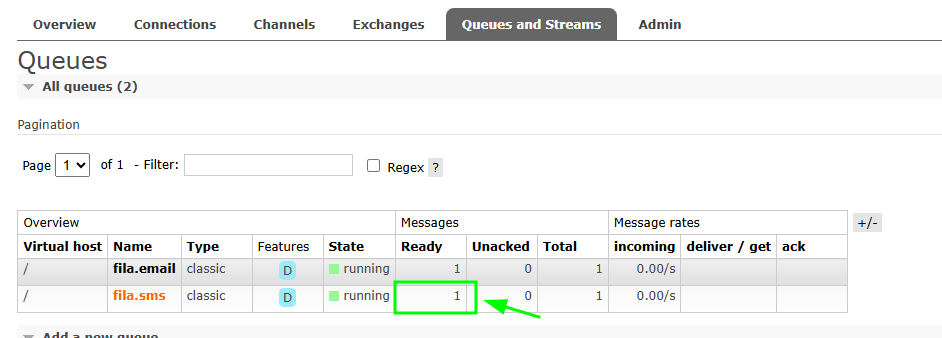 Overview Connections Channels Exchanges Queues and Streams Admin
Queues
All queues (2)
Pagination
Page 1 of 1 - Filter: Regex ?
Overview Messages Message rates +/-
Virtual host Name Type Features State Ready Unacked Total incoming deliver / get ack
/ fila.email classic D running 1 0 1 0.00/s
/ fila.sms classic D running 1 0 1 0.00/s
Add a new queue